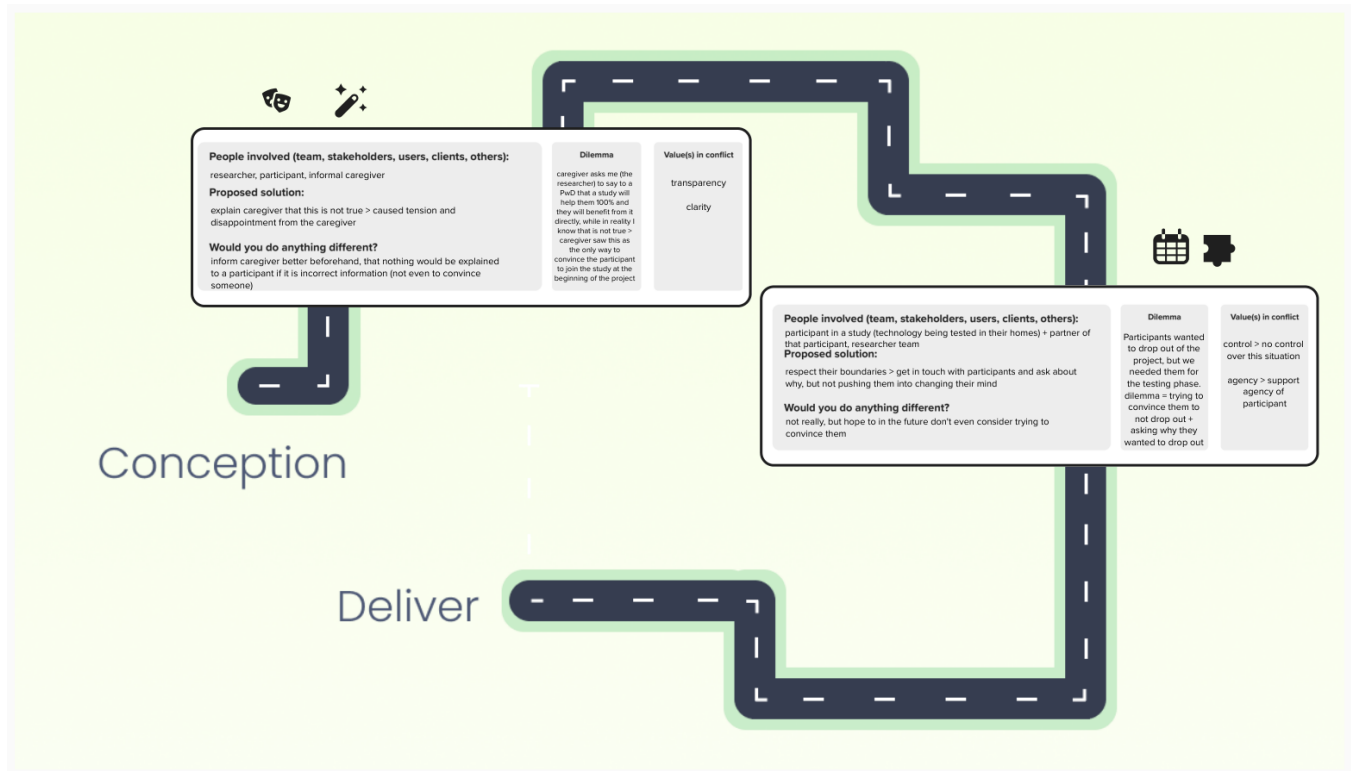 People involved (team, stakeholders, users, clients, others):
researcher, participant, informal caregiver
Proposed solution:
explain caregiver that this is not true > caused tension and
disappointment from the caregiver
Would you do anything different?
inform caregiver better beforehand, that nothing would be explained
to a participant if it is incorrect information (not even to convince
someone)
Dilemma
caregiver asks me (the
researcher) to say to a
PwD that a study will
help them 100% and
they will benefit from it
directly, while in reality I
know that is not true >
caregiver saw this as
the only way to
convince the participant
to join the study at the
beginning of the project
Value(s) in conflict
transparency
clarity
People involved (team, stakeholders, users, clients, others):
participant in a study (technology being tested in their homes) + partner of
that participant, researcher team
Proposed solution:
respect their boundaries > get in touch with participants and ask about
why, but not pushing them into changing their mind
Would you do anything different?
not really, but hope to in the future don't even consider trying to
convince them
Dilemma
Participants wanted
to drop out of the
project, but we
needed them for
the testing phase.
dilemma = trying to
convince them to
not drop out +
asking why they
wanted to drop out
Value(s) in conflict
control > no control
over this situation
agency > support
agency of
participant
Conception
Deliver